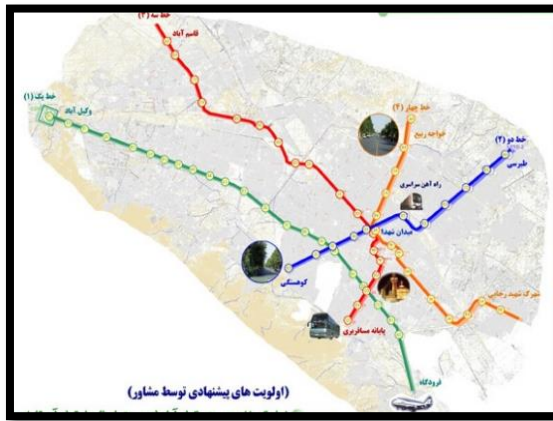 خط سه (۳)
قاسم آباد
خط یک (۱)
وکیل آباد
خط چهار (۴)
خواجه ربیع
خط دو (۲)
طبرسی
راه آهن سراسری
میدان شهدا
کوهسنگی
شهرک شهید رجایی
پایانه مسافربری
فرودگاه
(اولویت های پیشنهادی توسط مشاور)